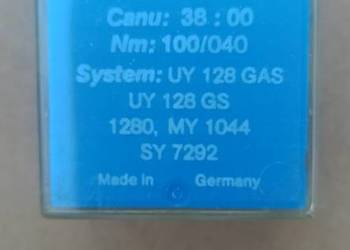 Canu: 38 : 00
Nm: 100/040
System: UY 128 GAS
UY 128 GS
1280, MY 1044
SY 7292
Made in Germany